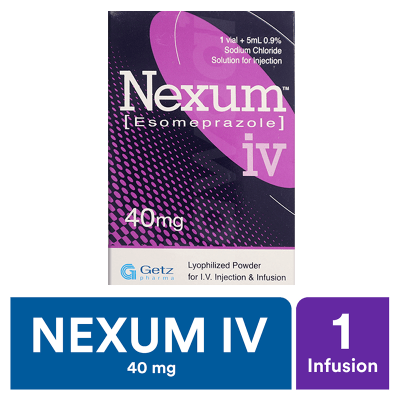 1 vial + 5mL 0.9%
Sodium Chloride
Solution for Injection
Nexum™
[Esomeprazole]
iv
40mg
Getz
pharma
Lyophilized Powder
for I.V. Injection & Infusion
NEXUM IV
40 mg
1
Infusion